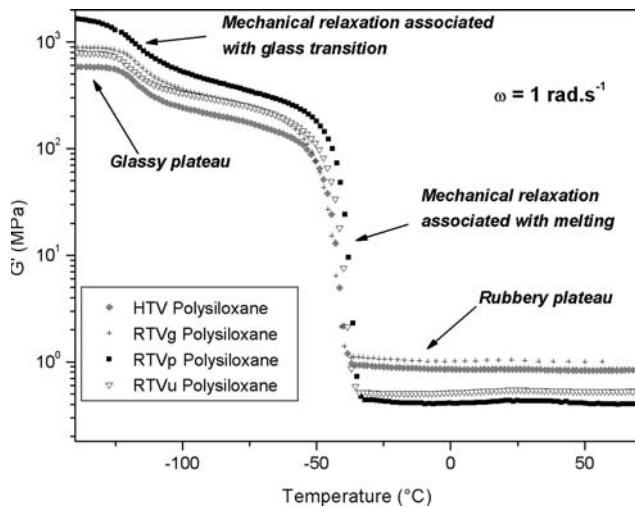 10³
10²
10¹
10⁰
G' (MPa)
Mechanical relaxation associated
with glass transition
ω = 1 rad.s⁻¹
Glassy plateau
Mechanical relaxation
associated with melting
Rubbery plateau
HTV Polysiloxane
RTVg Polysiloxane
RTVp Polysiloxane
RTVu Polysiloxane
-100
-50
0
50
Temperature (°C)